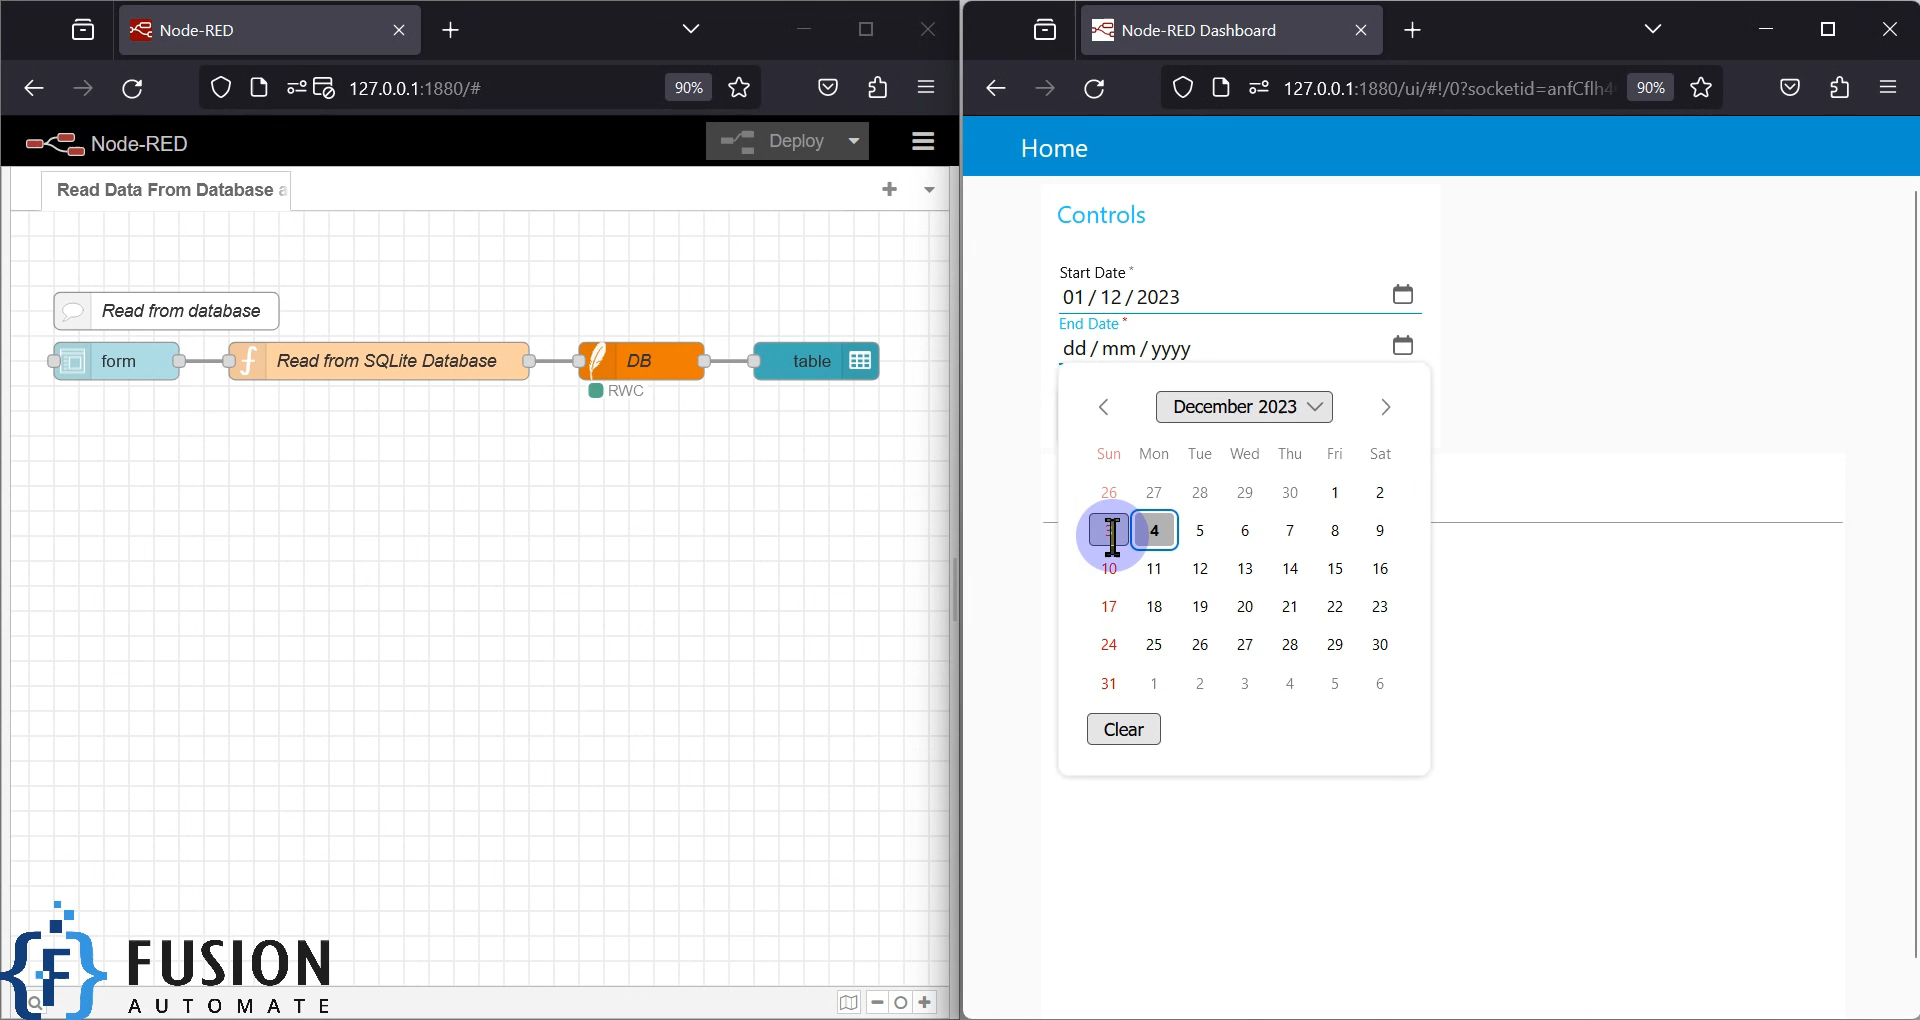 Node-RED
127.0.0.1:1880/#
90%
Node-RED
Deploy
Read Data From Database a
Read from database
form
Read from SQLite Database
DB
table
RWC
FUSION
AUTOMATE
Node-RED Dashboard
127.0.0.1:1880/ui/#!/0?socketid=anfCflh4
90%
Home
Controls
Start Date *
01 / 12 / 2023
End Date *
dd / mm / yyyy
December 2023
Sun Mon Tue Wed Thu Fri Sat
26 27 28 29 30 1 2
3 4 5 6 7 8 9
10 11 12 13 14 15 16
17 18 19 20 21 22 23
24 25 26 27 28 29 30
31 1 2 3 4 5 6
Clear